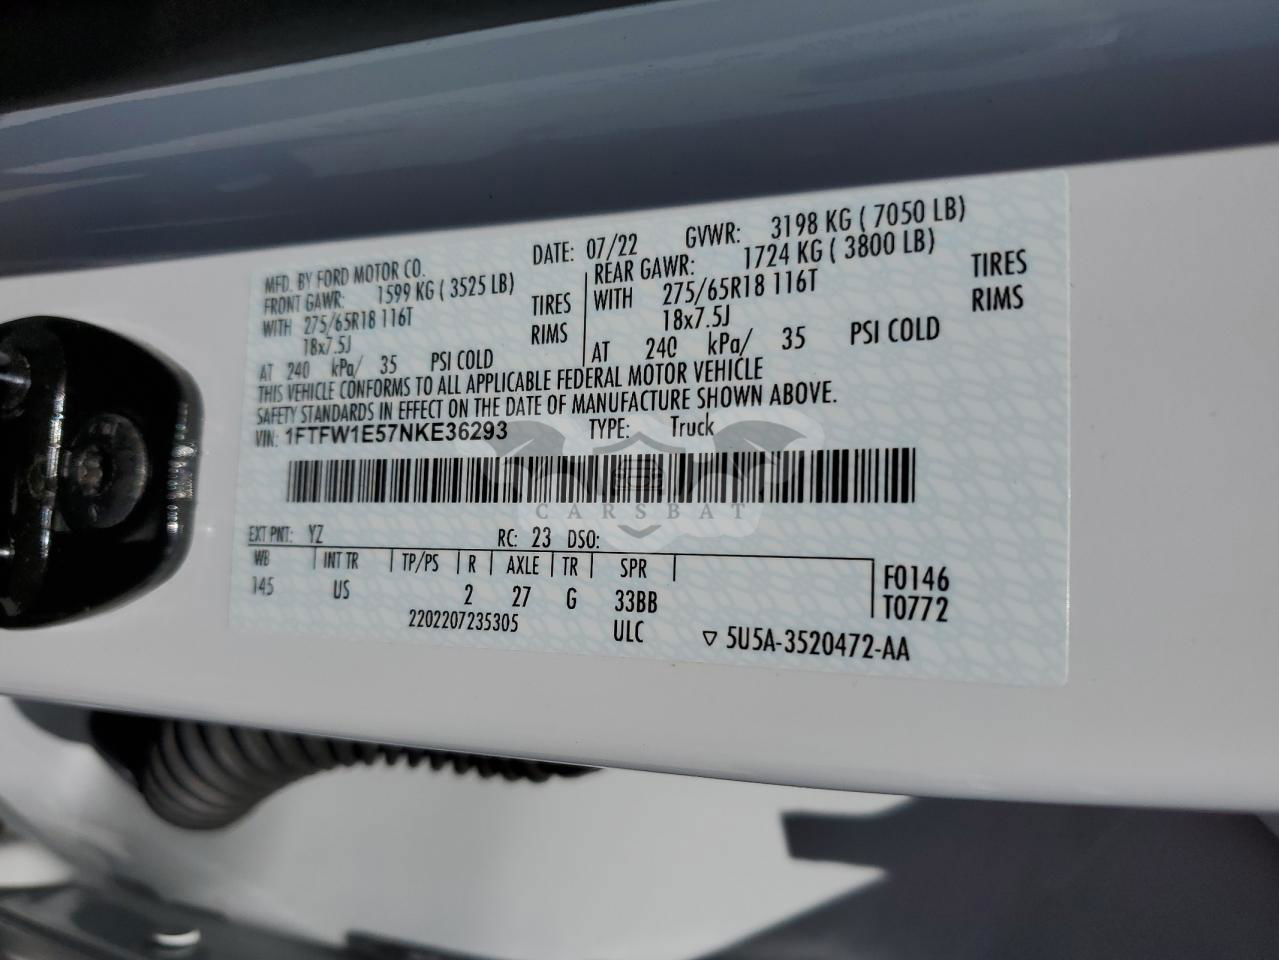 MFD. BY FORD MOTOR CO.
DATE: 07/22
GVWR: 3198 KG ( 7050 LB)
FRONT GAWR: 1599 KG ( 3525 LB)
REAR GAWR: 1724 KG ( 3800 LB)
WITH 275/65R18 116T TIRES
WITH 275/65R18 116T TIRES
18x7.5J RIMS
18x7.5J RIMS
AT 240 kPa/ 35 PSI COLD
AT 240 kPa/ 35 PSI COLD
THIS VEHICLE CONFORMS TO ALL APPLICABLE FEDERAL MOTOR VEHICLE
SAFETY STANDARDS IN EFFECT ON THE DATE OF MANUFACTURE SHOWN ABOVE.
VIN: 1FTFW1E57NKE36293 TYPE: Truck
CARSBAT
EXT PNT: YZ RC: 23 DSO:
WB INT TR TP/PS R AXLE TR SPR
145 US 2 27 G 33BB
F0146
T0772
2202207235305 ULC
5U5A-3520472-AA